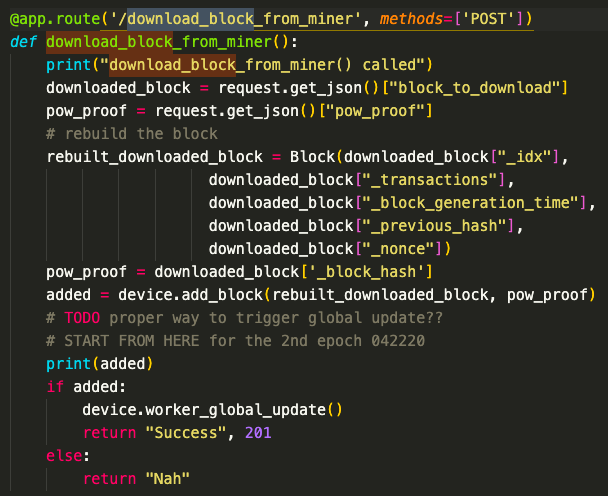 @app.route('/download_block_from_miner', methods=['POST'])
def download_block_from_miner():
    print("download_block_from_miner() called")
    downloaded_block = request.get_json()["block_to_download"]
    pow_proof = request.get_json()["pow_proof"]
    # rebuild the block
    rebuilt_downloaded_block = Block(downloaded_block["_idx"],
                      downloaded_block["_transactions"],
                      downloaded_block["_block_generation_time"],
                      downloaded_block["_previous_hash"],
                      downloaded_block["_nonce"])
    pow_proof = downloaded_block['_block_hash']
    added = device.add_block(rebuilt_downloaded_block, pow_proof)
    # TODO proper way to trigger global update??
    # START FROM HERE for the 2nd epoch 042220
    print(added)
    if added:
        device.worker_global_update()
        return "Success", 201
    else:
        return "Nah"